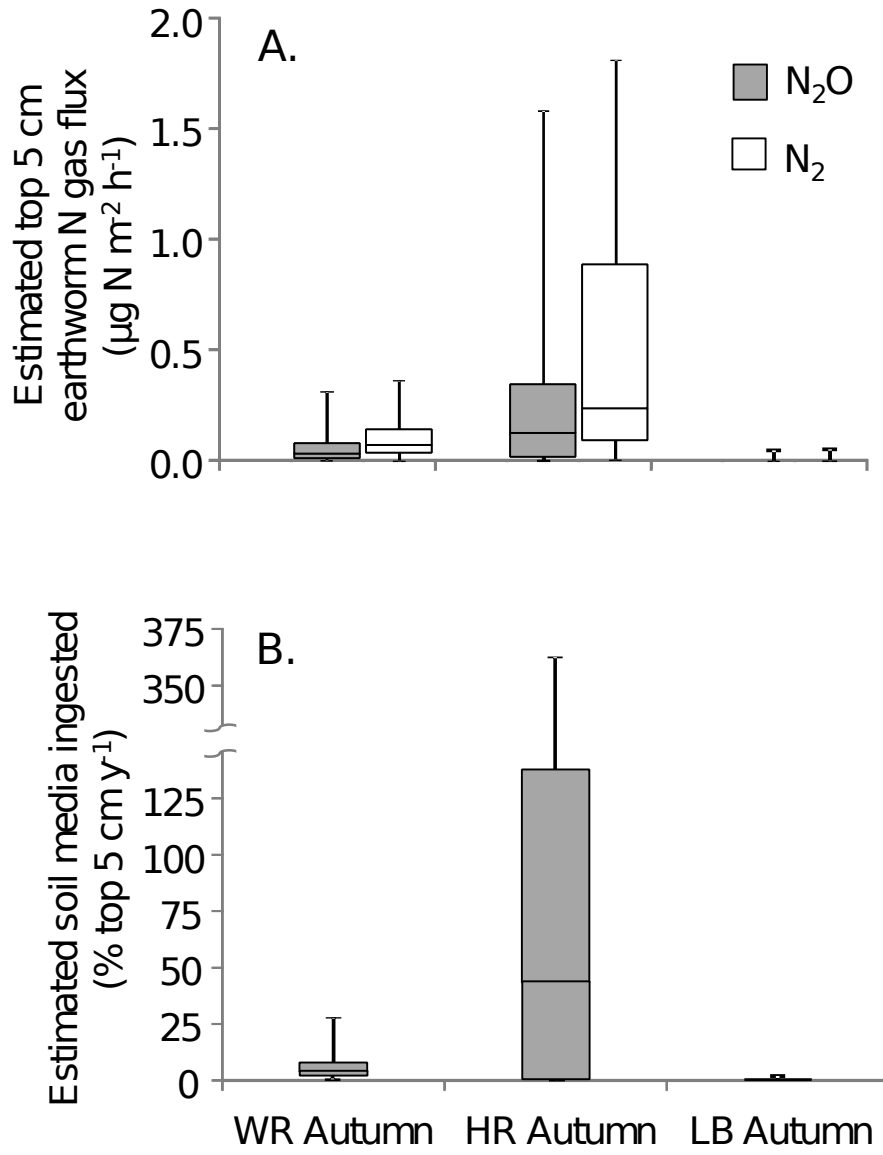 Estimated top 5 cm
earthworm N gas flux
(µg N m⁻² h⁻¹)
2.0
1.5
1.0
0.5
0.0
A.
N₂O
N₂
Estimated soil media ingested
(% top 5 cm y⁻¹)
375
350
125
100
75
50
25
0
B.
WR Autumn
HR Autumn
LB Autumn